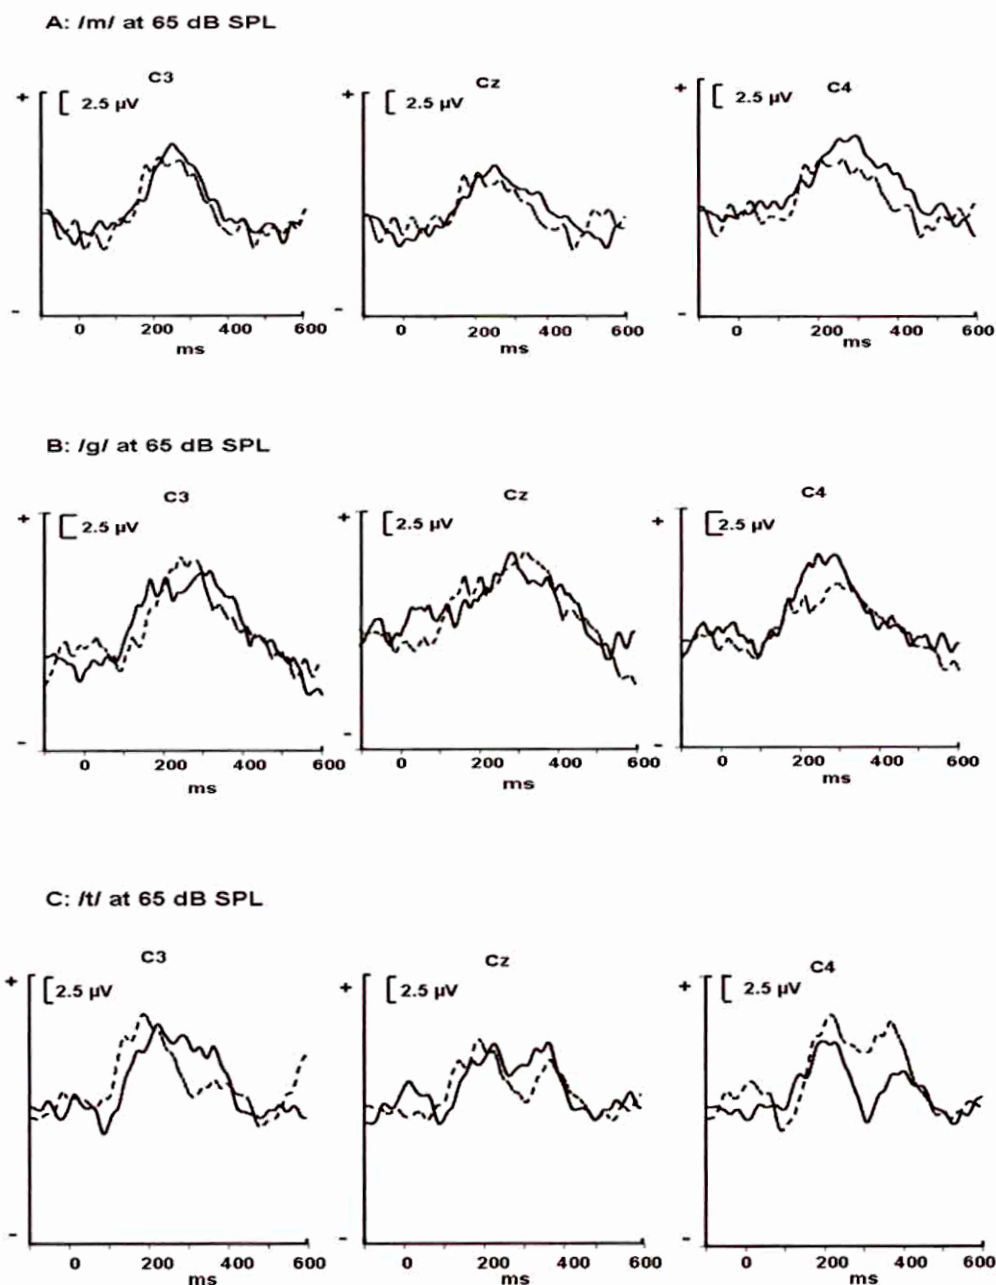 A: /m/ at 65 dB SPL
C3 Cz C4
+ 2.5 µV + 2.5 µV + 2.5 µV
- - -
0 200 400 600 0 200 400 600 0 200 400 600
ms ms ms
B: /g/ at 65 dB SPL
C3 Cz C4
+ 2.5 µV + 2.5 µV + 2.5 µV
- - -
0 200 400 600 0 200 400 600 0 200 400 600
ms ms ms
C: /t/ at 65 dB SPL
C3 Cz C4
+ 2.5 µV + 2.5 µV + 2.5 µV
- - -
0 200 400 600 0 200 400 600 0 200 400 600
ms ms ms